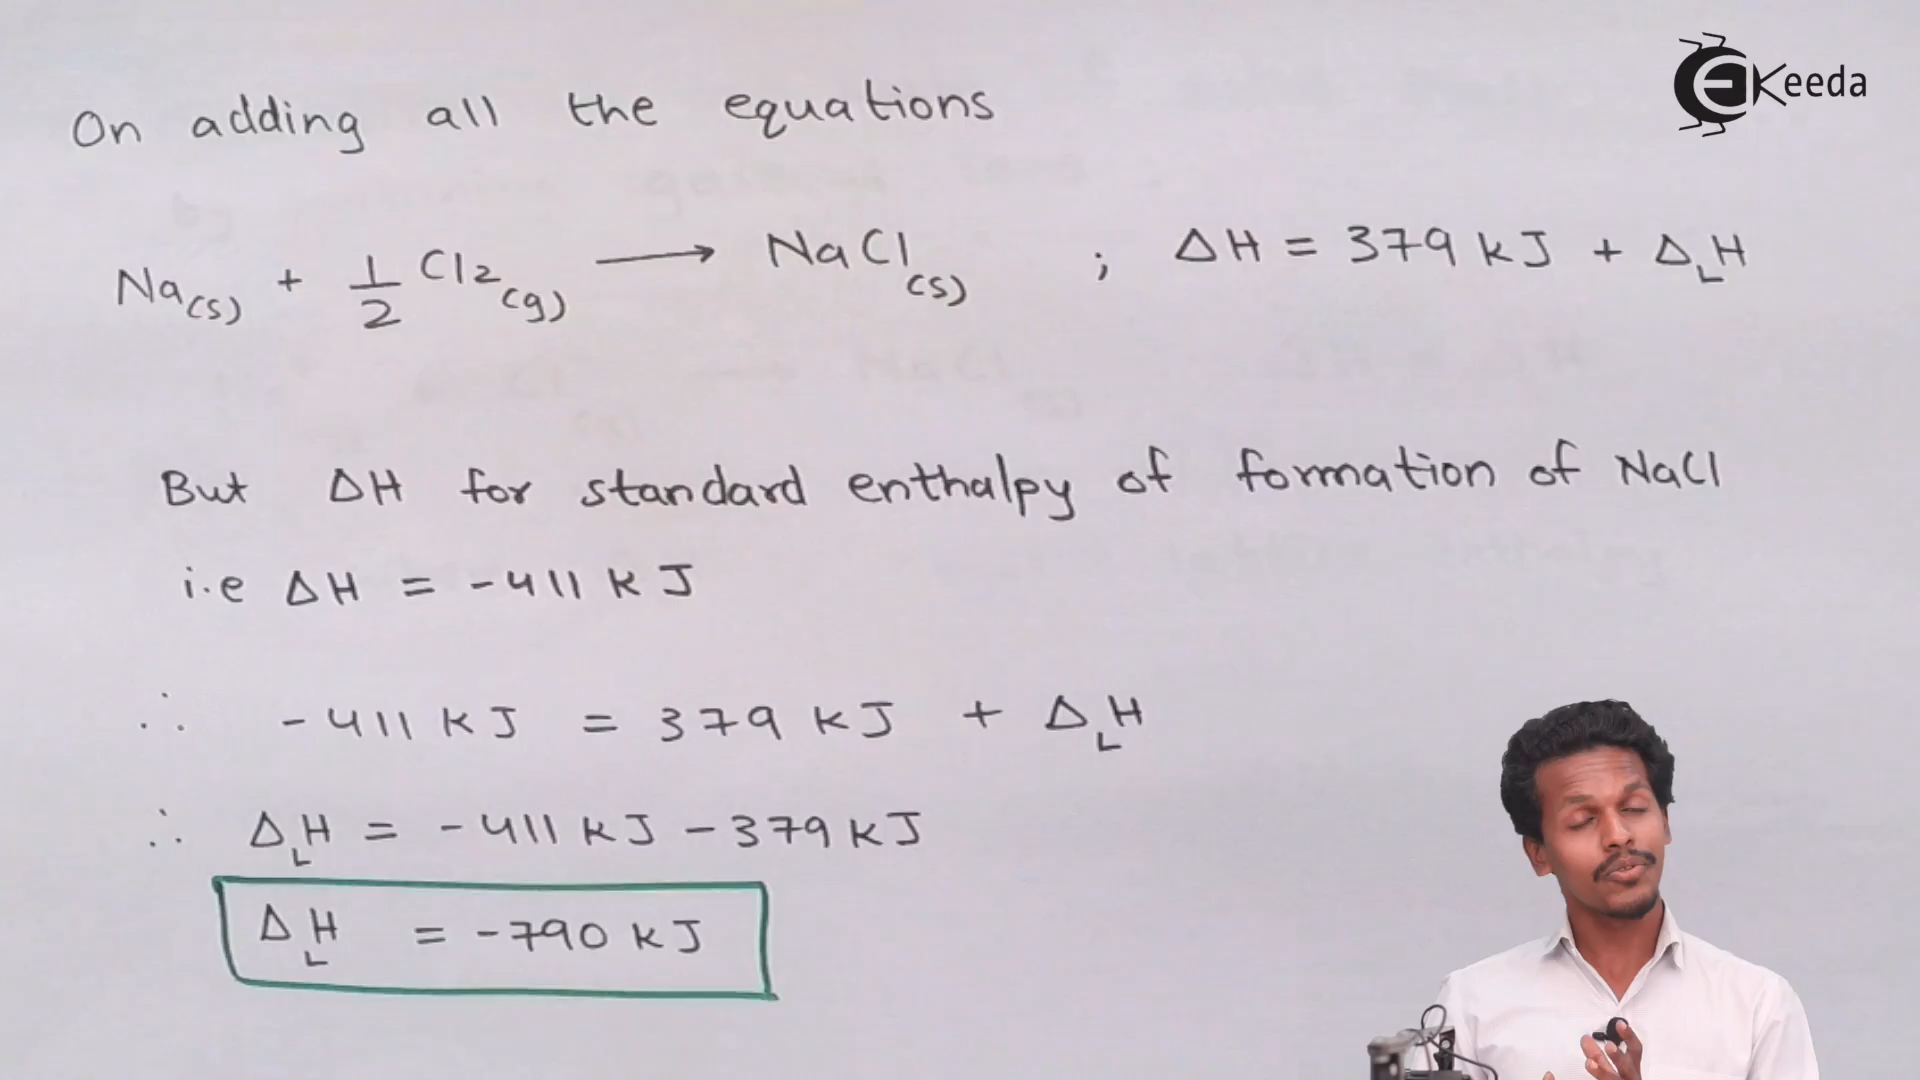 EKeeda
On adding all the equations
Na(s) + 1/2 Cl2(g) ⟶ NaCl(s) ; ΔH = 379 kJ + ΔLH
But ΔH for standard enthalpy of formation of NaCl
i.e ΔH = -411 kJ
∴ -411 kJ = 379 kJ + ΔLH
∴ ΔLH = -411 kJ - 379 kJ
ΔLH = -790 kJ